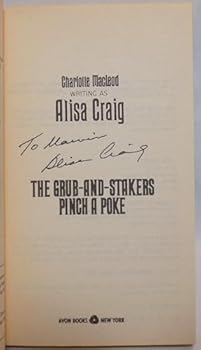 Charlotte MacLeod
WRITING AS
Alisa Craig
To Marvin
Alisa Craig
THE GRUB-AND-STAKERS
PINCH A POKE
AVON BOOKS NEW YORK